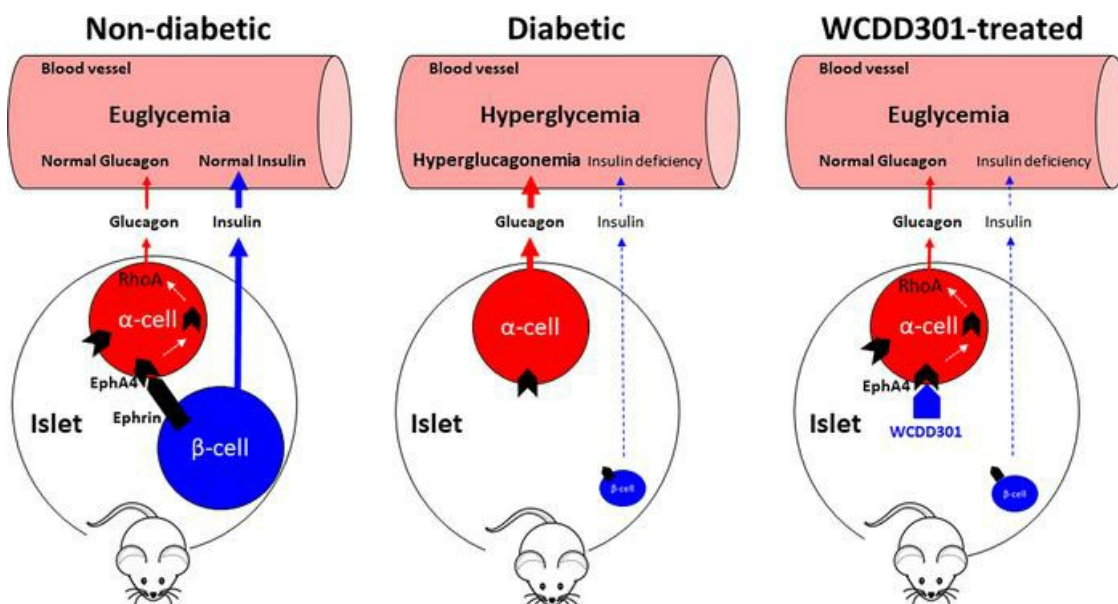 Non-diabetic
Blood vessel
Euglycemia
Normal Glucagon Normal Insulin
Glucagon Insulin
RhoA
α-cell
EphA4
Ephrin
Islet
β-cell
Diabetic
Blood vessel
Hyperglycemia
Hyperglucagonemia Insulin deficiency
Glucagon Insulin
α-cell
Islet
β-cell
WCDD301-treated
Blood vessel
Euglycemia
Normal Glucagon Insulin deficiency
Glucagon Insulin
RhoA
α-cell
EphA4
Islet
WCDD301
β-cell